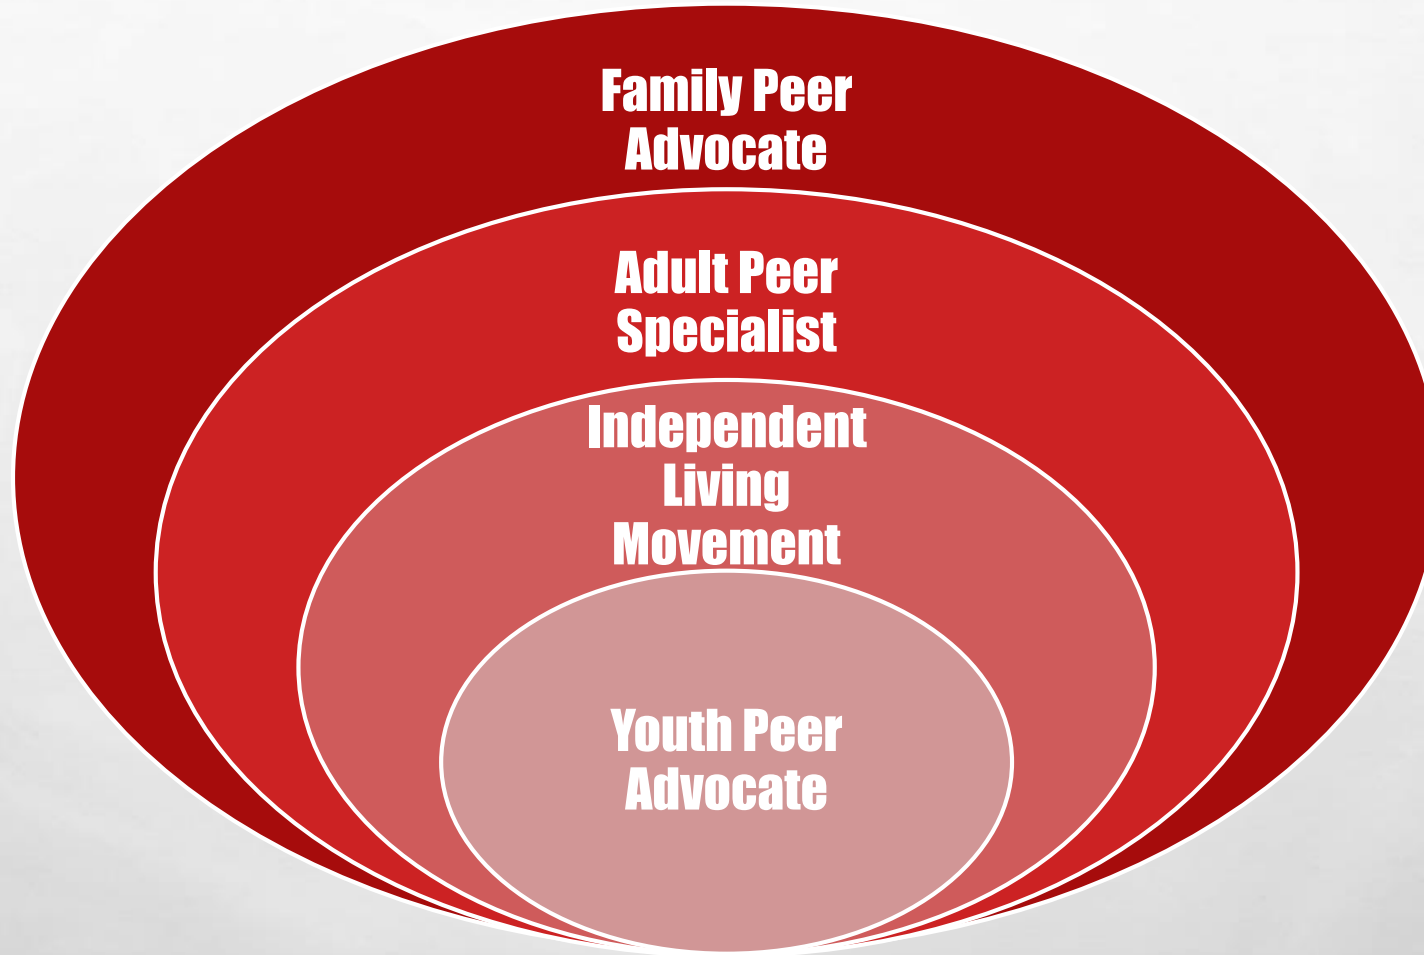 Family Peer
Advocate
Adult Peer
Specialist
Independent
Living
Movement
Youth Peer
Advocate